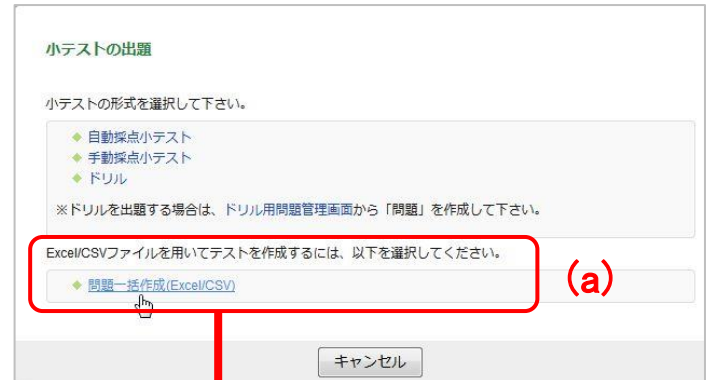 小テストの出題
小テストの形式を選択して下さい。
自動採点小テスト
手動採点小テスト
ドリル
※ドリルを出題する場合は、ドリル用問題管理画面から「問題」を作成して下さい。
Excel/CSVファイルを用いてテストを作成するには、以下を選択してください。
問題一括作成(Excel/CSV)
(a)
キャンセル